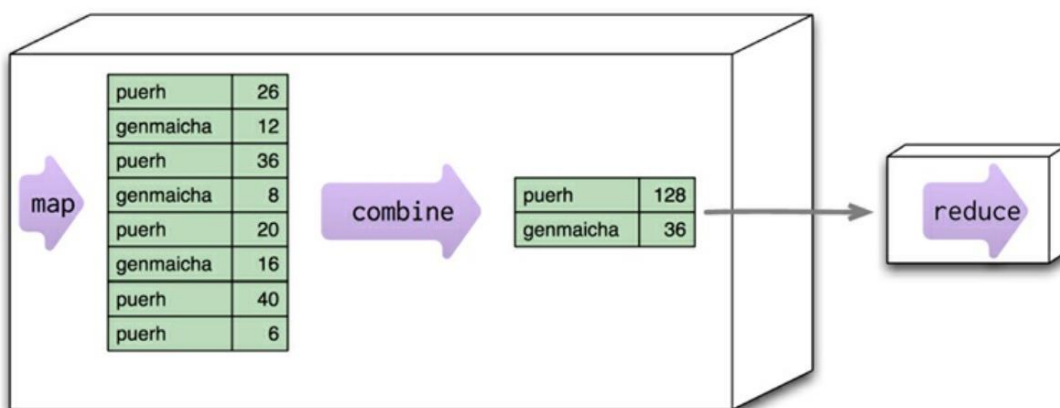 map
puerh 26
genmaicha 12
puerh 36
genmaicha 8
puerh 20
genmaicha 16
puerh 40
puerh 6
combine
puerh 128
genmaicha 36
reduce